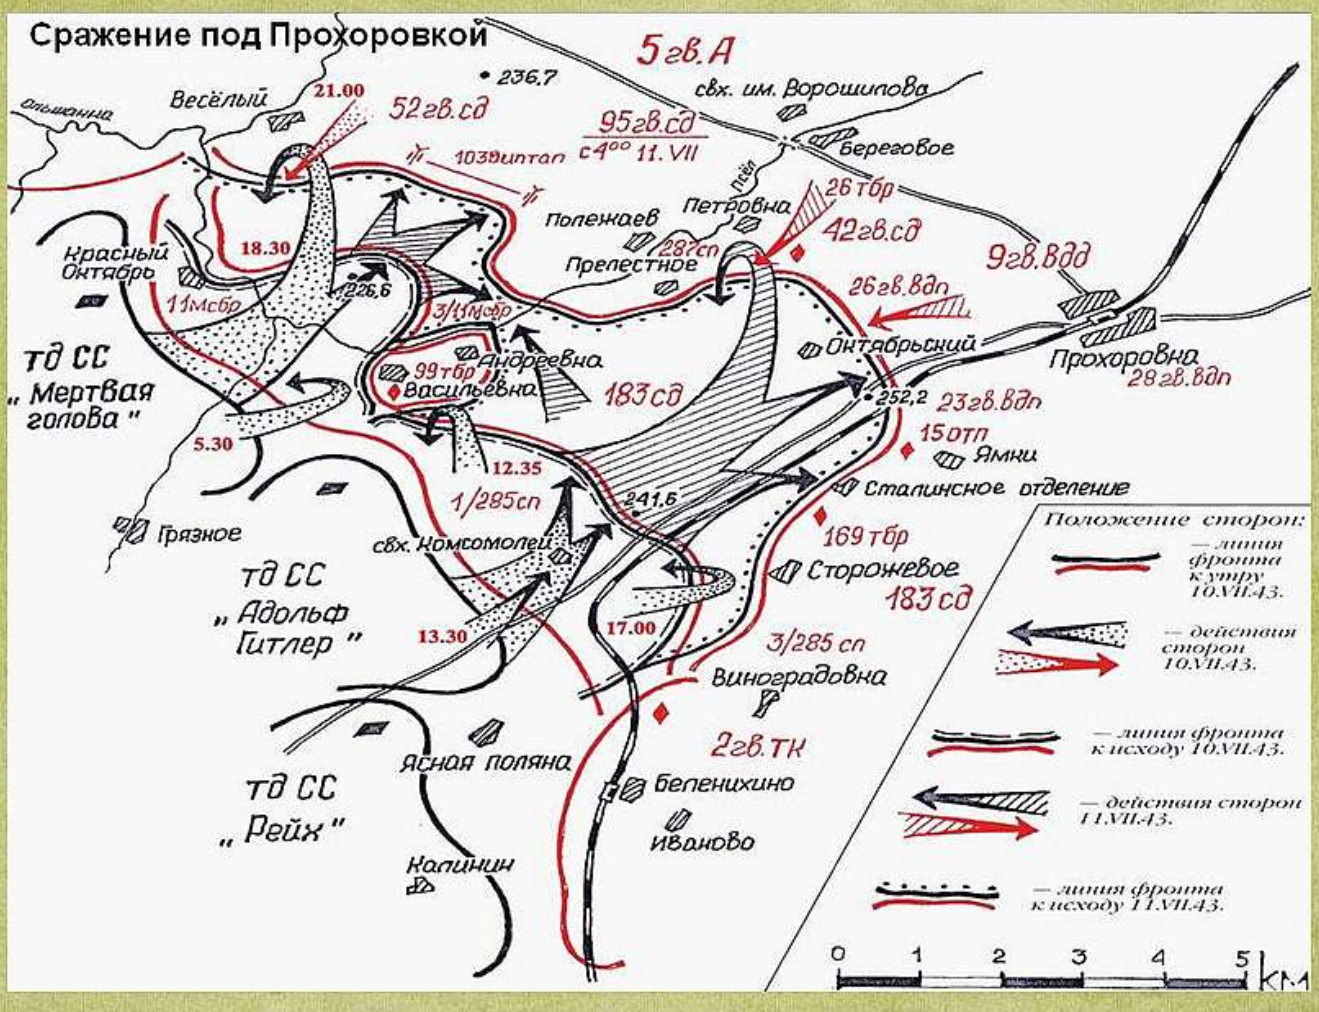 Сражение под Прохоровкой
5 гв. А
236,7
свх. им. Ворошилова
21.00
Весёлый
52 гв.сд
Ольшанка
95 гв.сд
с 4⁰⁰ 11. VII
Береговое
1039 иптап
Псёл
26 тбр
Петровка
Полежаев
42 гв.сд
287 сп
9 гв. вдд
18.30
Красный
Октябрь
Прелестное
26 гв.вдп
226,6
11 мсбр
3/11 мсбр
Октябрьский
Прохоровка
28 гв.вдп
тд СС
„Мертвая
голова"
Андреевка
99 тбр
Васильевка
183 сд
252,2
23 гв.вдп
5.30
15 отп
Ямки
12.35
1/285 сп
241,6
Сталинское отделение
Грязное
свх. Комсомолец
169 тбр
Сторожевое
183 сд
тд СС
„Адольф
Гитлер"
13.30
17.00
3/285 сп
Виноградовка
2 гв. тк
Ясная поляна
тд СС
„Рейх"
Беленихино
Иваново
Калинин
Положение сторон:
— линия
фронта
к утру
10.VII.43.
— действия
сторон
10.VII.43.
— линия фронта
к исходу 10.VII.43.
— действия сторон
11.VII.43.
— линия фронта
к исходу 11.VII.43.
0 1 2 3 4 5 км